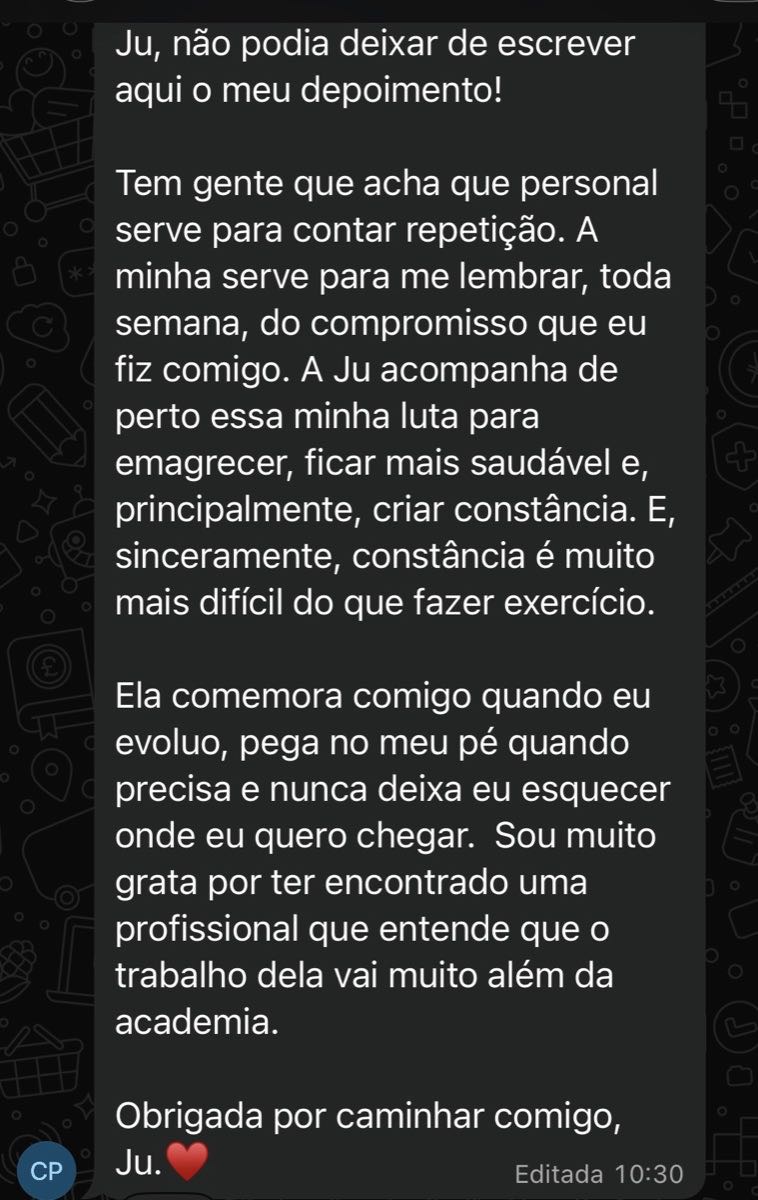 Ju, não podia deixar de escrever
aqui o meu depoimento!
Tem gente que acha que personal
serve para contar repetição. A
minha serve para me lembrar, toda
semana, do compromisso que eu
fiz comigo. A Ju acompanha de
perto essa minha luta para
emagrecer, ficar mais saudável e,
principalmente, criar constância. E,
sinceramente, constância é muito
mais difícil do que fazer exercício.
Ela comemora comigo quando eu
evoluo, pega no meu pé quando
precisa e nunca deixa eu esquecer
onde eu quero chegar.  Sou muito
grata por ter encontrado uma
profissional que entende que o
trabalho dela vai muito além da
academia.
Obrigada por caminhar comigo,
Ju.❤️
Editada 10:30
CP